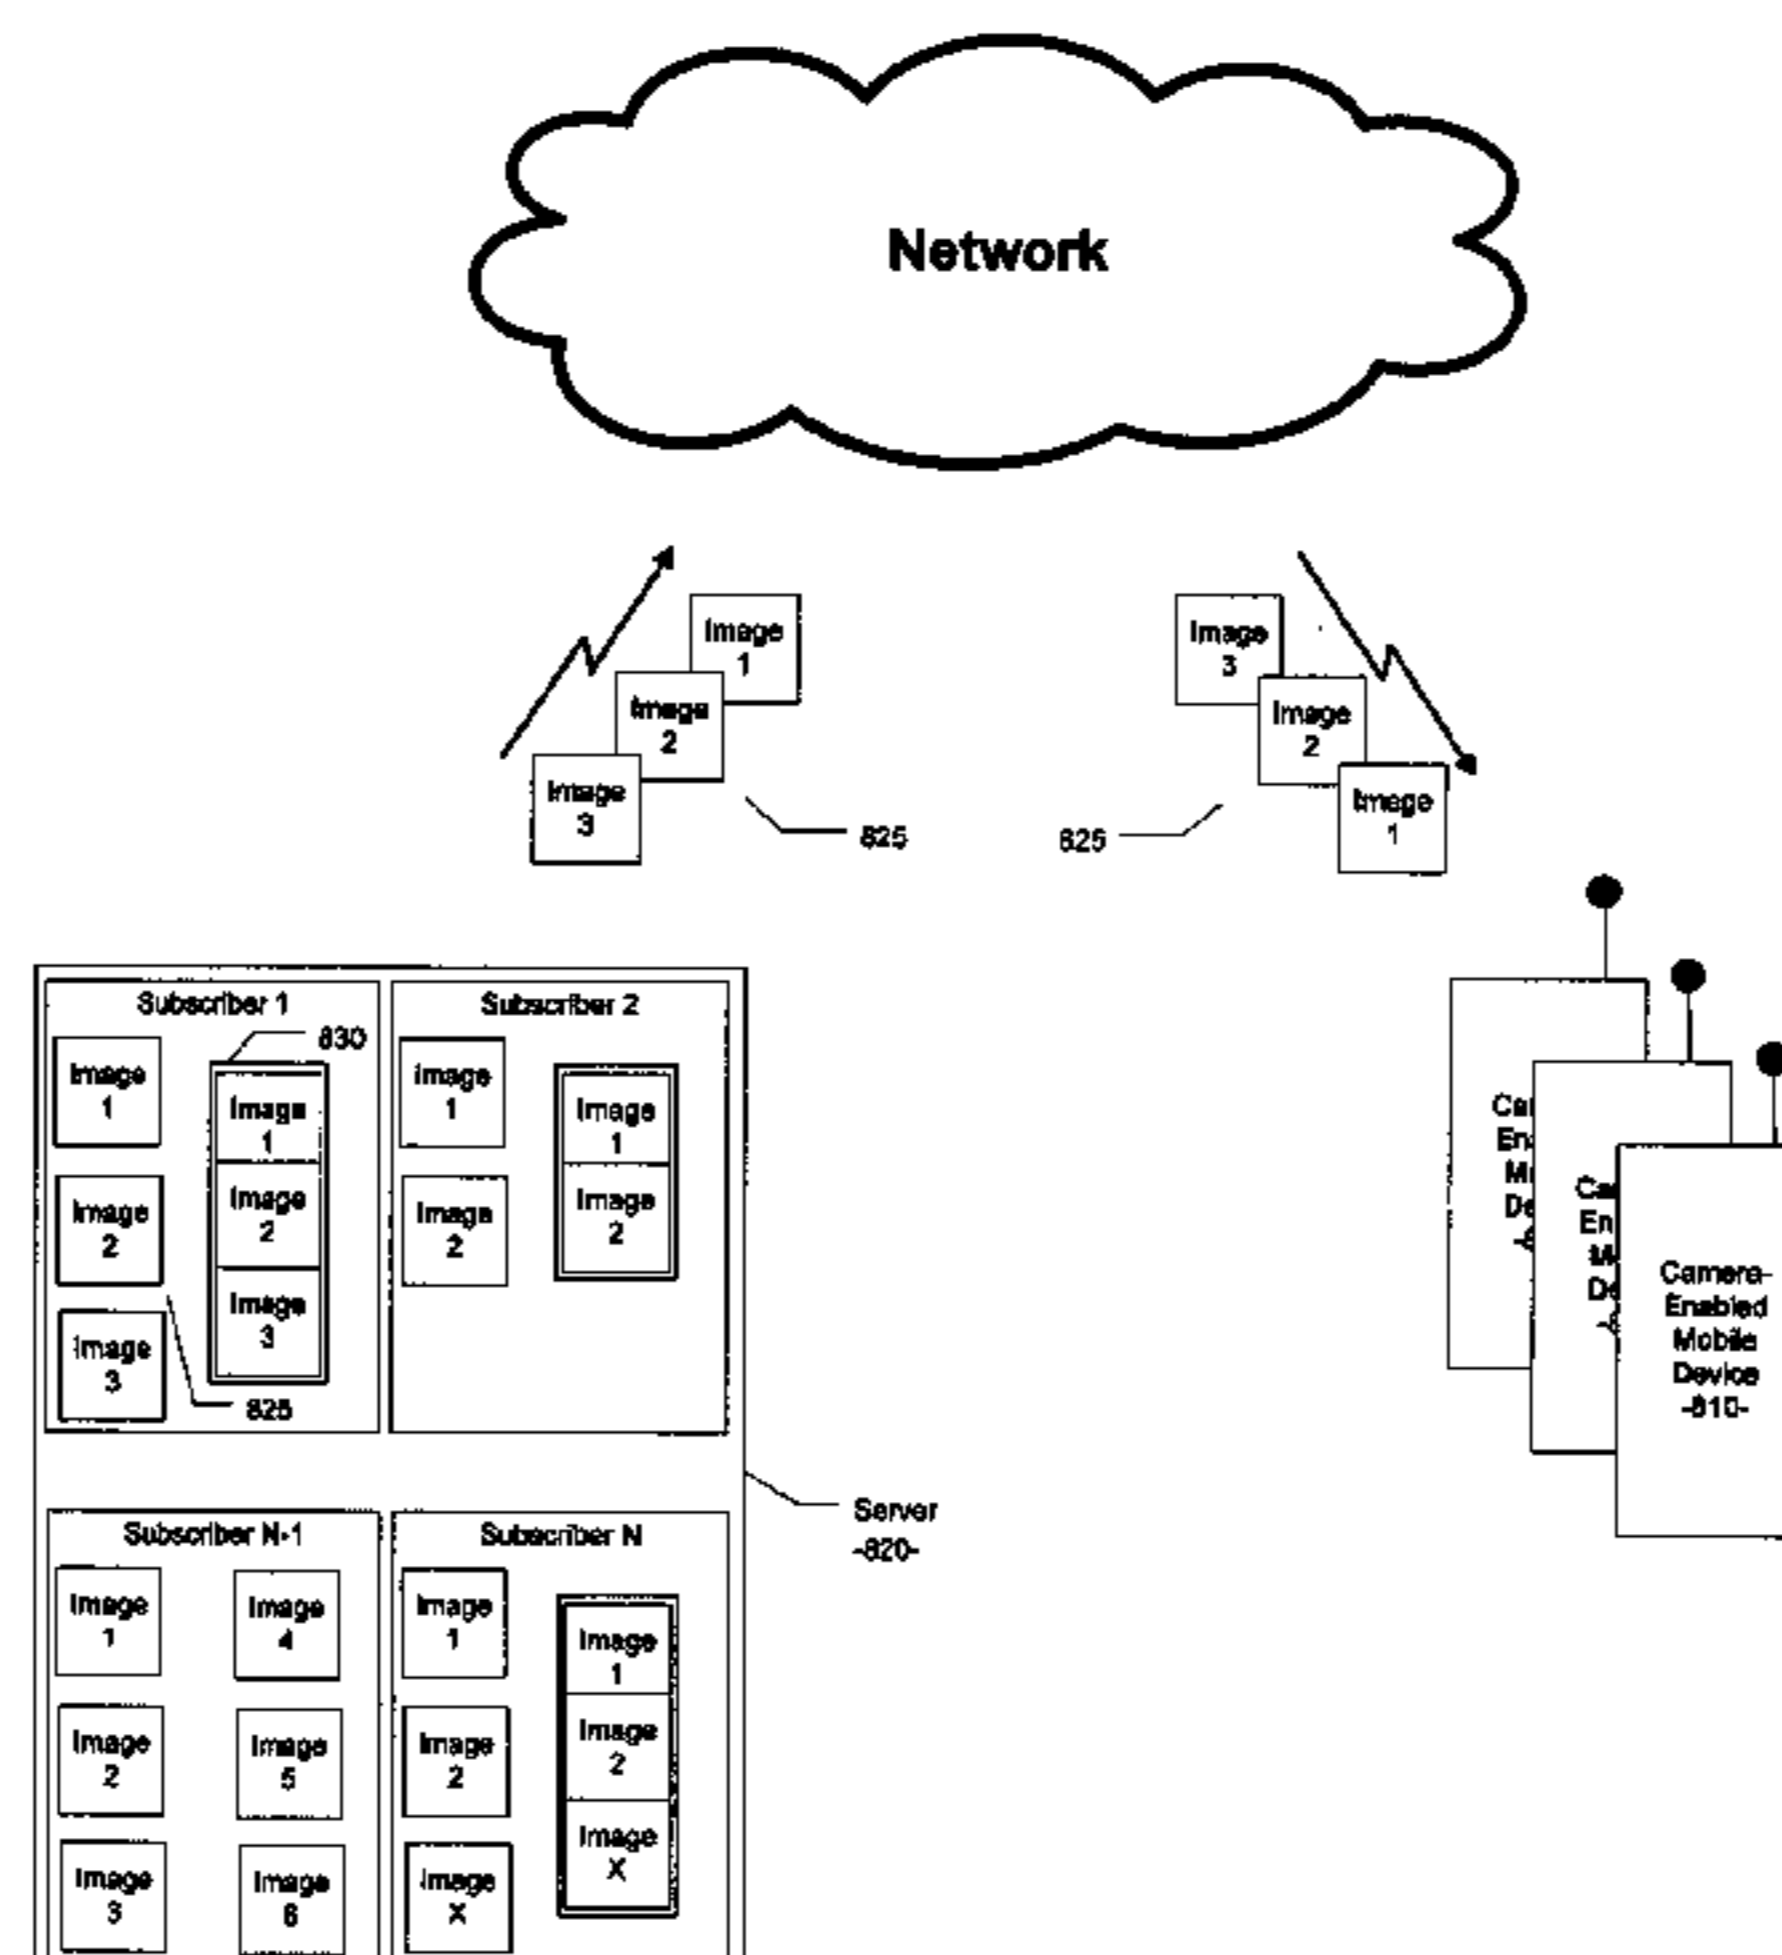 Network
Image
1
Image
2
Image
3
825
Image
3
Image
2
Image
1
825
Subscriber 1
830
Image
1
Image
2
Image
3
Image
1
Image
2
Image
3
825
Subscriber 2
Image
1
Image
2
Image
1
Image
2
Server
-820-
Subscriber N-1
Image
1
Image
2
Image
3
Image
4
Image
5
Image
6
Subscriber N
Image
1
Image
2
Image
X
Image
1
Image
2
Image
X
Camera-
Enabled
Mobile
Device
-810-